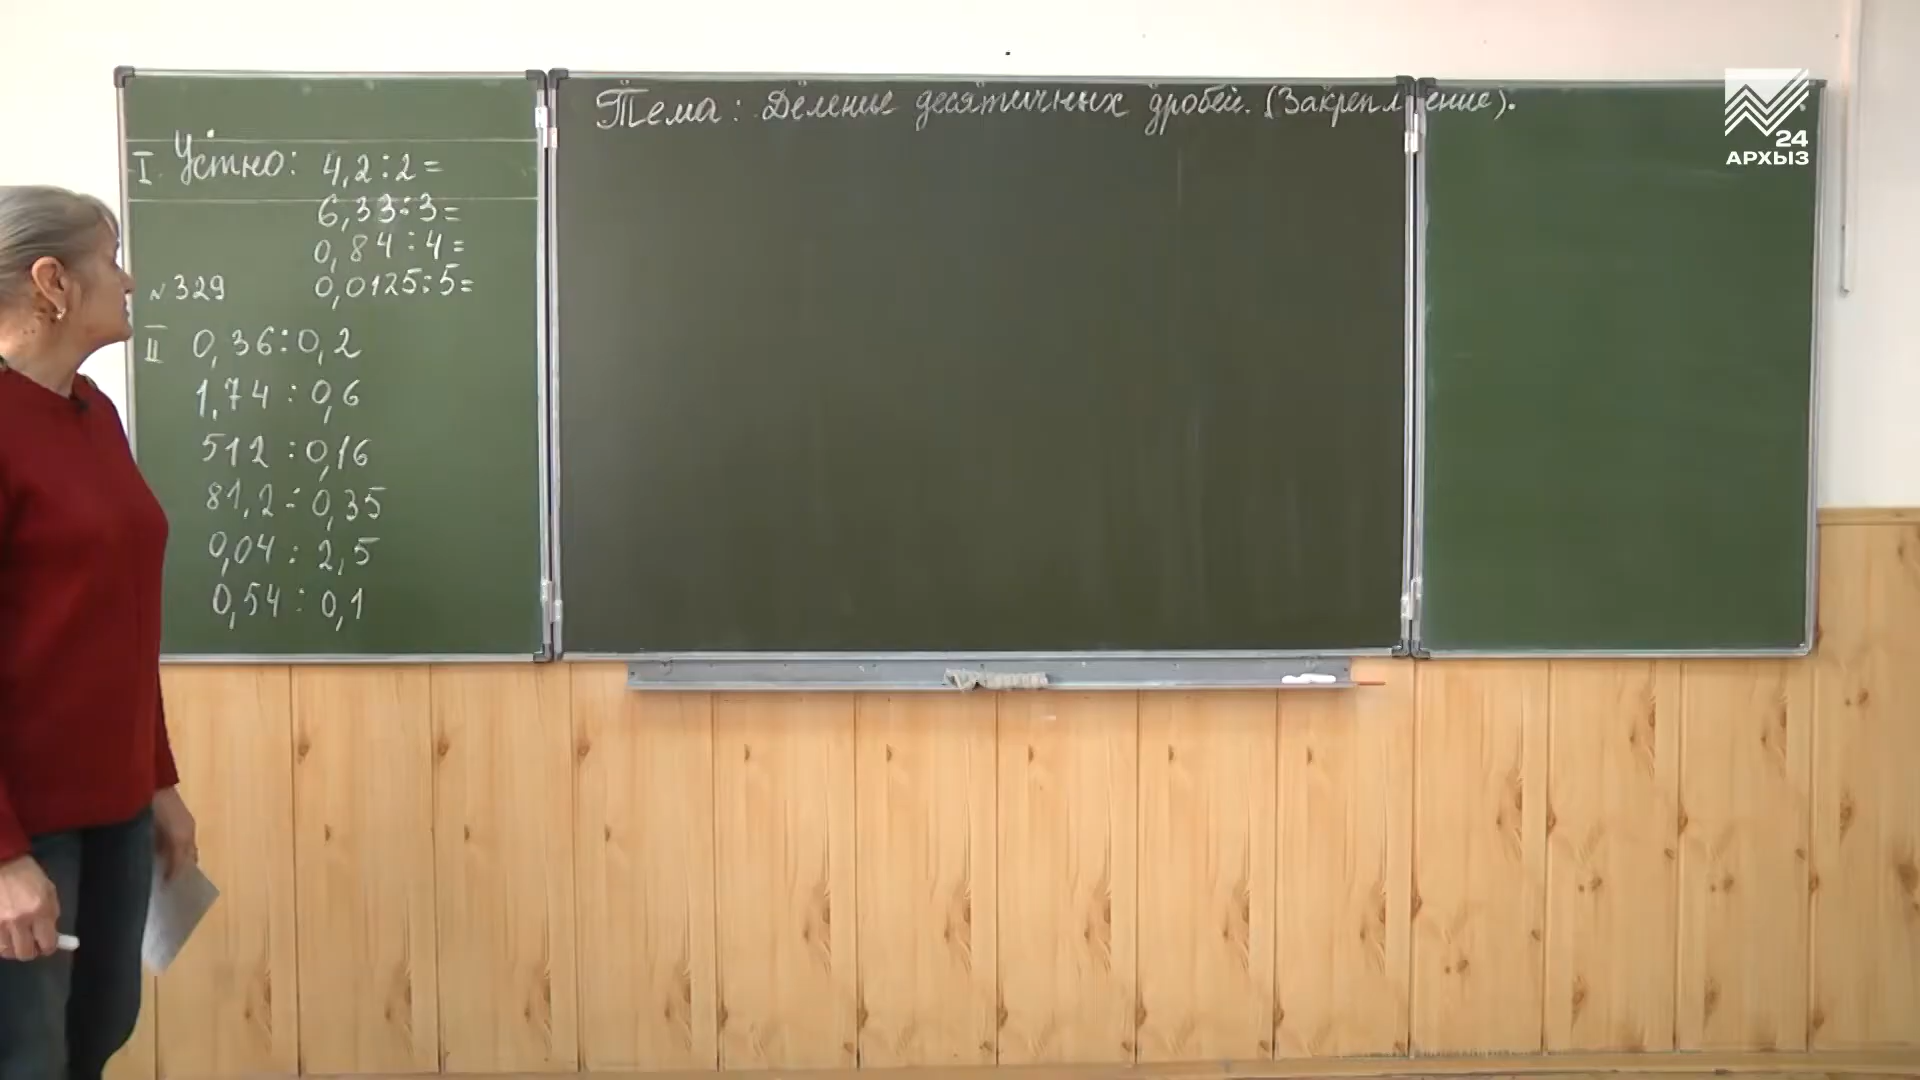 Тема: Деление десятичных дробей. (Закрепление).
I. Устно: 4,2:2=
6,33:3=
0,84:4=
0,0125:5=
№329
II 0,36:0,2
1,74:0,6
512:0,16
81,2:0,35
0,04:2,5
0,54:0,1
24
АРХЫЗ